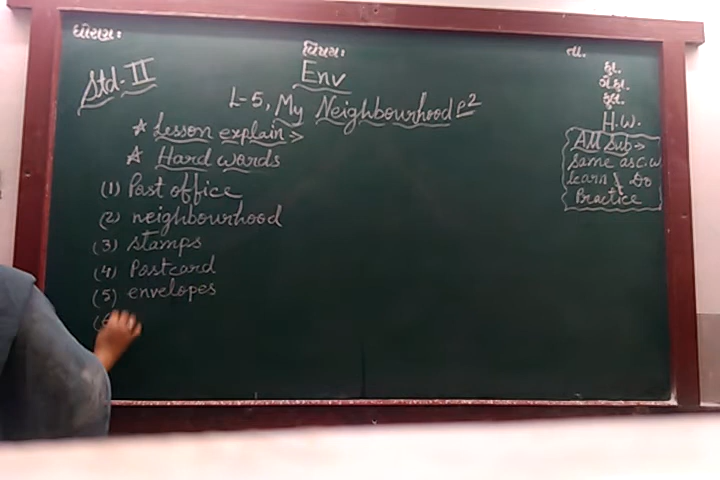 ધોરણ: વિષય: તા.
Std-II Env
કુ.
બો.કુ.
કુલ.
L-5, My Neighbourhood P2
H.W.
* Lesson explain →
* Hard words
(1) Post office
(2) neighbourhood
(3) stamps
(4) Postcard
(5) envelopes
(6
All Sub →
Same as c.w
learn \ Do
Practice